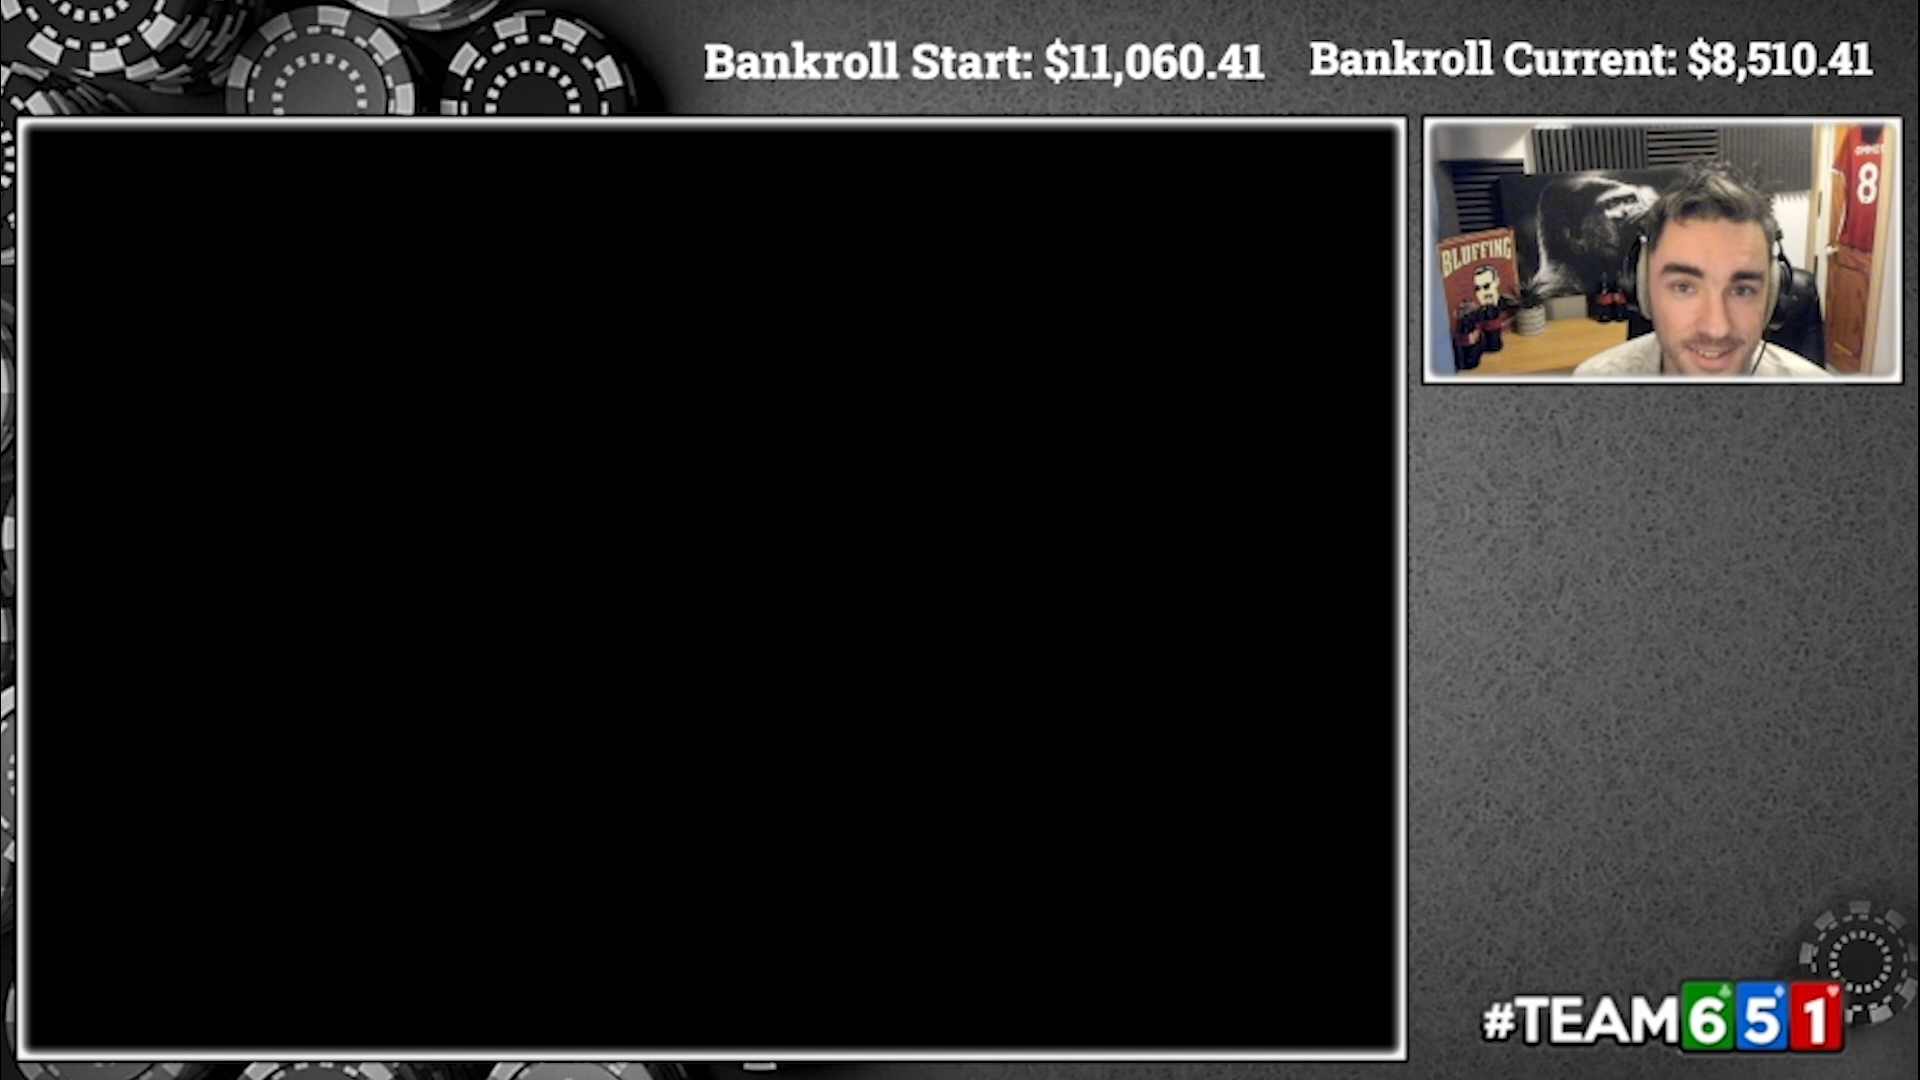 Bankroll Start: $11,060.41
Bankroll Current: $8,510.41
BLUFFING
8
#TEAM651